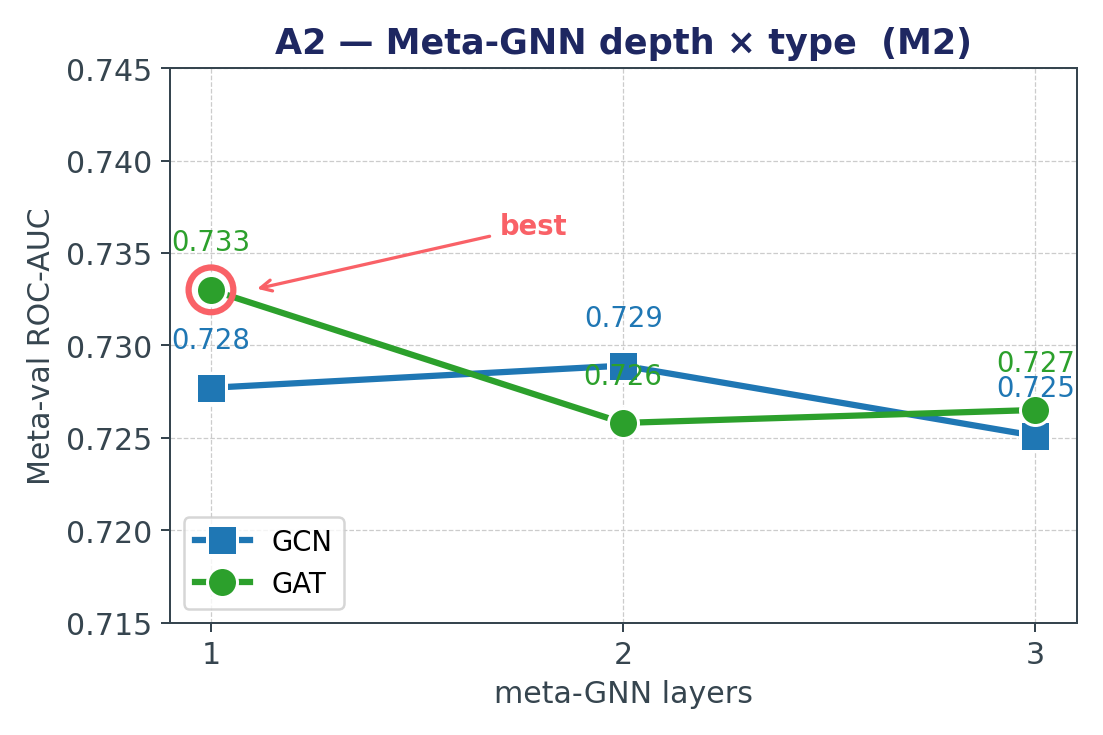 A2 — Meta-GNN depth × type (M2)
Meta-val ROC-AUC
0.745
0.740
0.735
0.730
0.725
0.720
0.715
best
0.733
0.728
0.729
0.726
0.727
0.725
GCN
GAT
1
2
3
meta-GNN layers